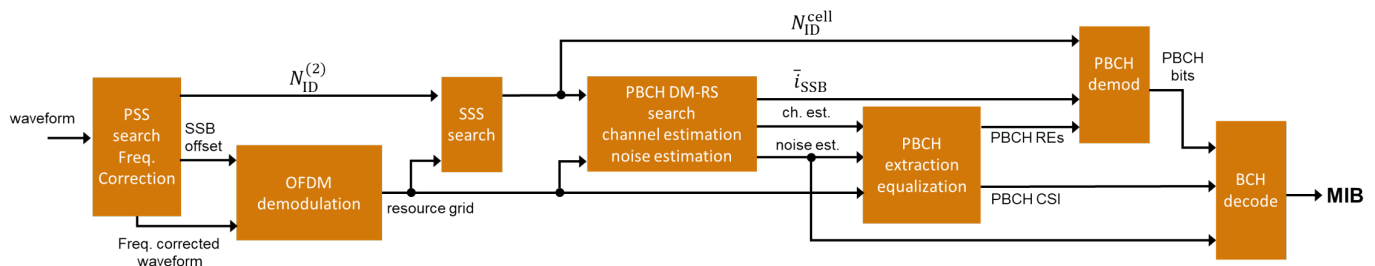 waveform
PSS
search
Freq.
Correction
N_ID^(2)
SSB
offset
Freq. corrected
waveform
OFDM
demodulation
resource grid
SSS
search
N_ID^cell
PBCH DM-RS
search
channel estimation
noise estimation
i̅_SSB
ch. est.
noise est.
PBCH
extraction
equalization
PBCH REs
PBCH CSI
PBCH
demod
PBCH
bits
BCH
decode
MIB